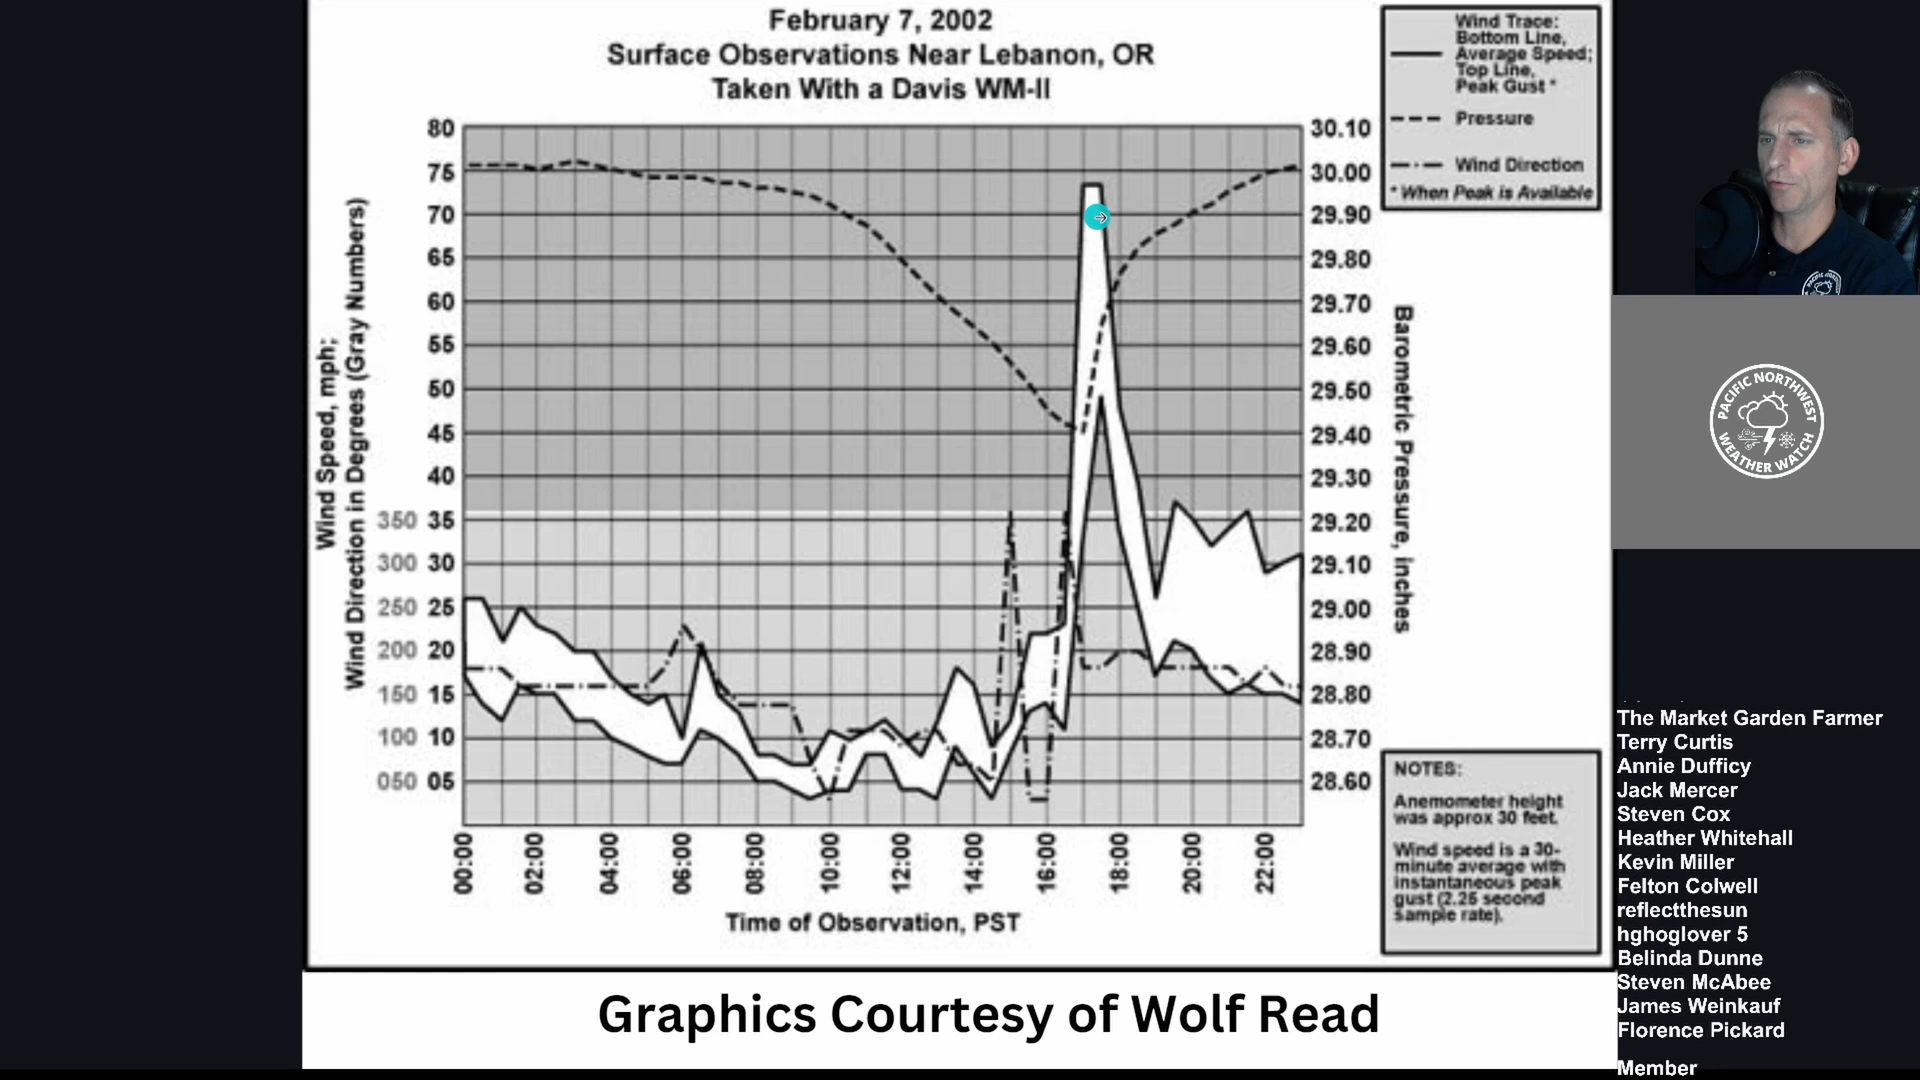 February 7, 2002
Surface Observations Near Lebanon, OR
Taken With a Davis WM-II
Wind Trace:
Bottom Line,
Average Speed;
Top Line,
Peak Gust *
Pressure
Wind Direction
* When Peak is Available
Wind Speed, mph;
Wind Direction in Degrees (Gray Numbers)
80
75
70
65
60
55
50
45
40
350 35
300 30
250 25
200 20
150 15
100 10
050 05
30.10
30.00
29.90
29.80
29.70
29.60
29.50
29.40
29.30
29.20
29.10
29.00
28.90
28.80
28.70
28.60
Barometric Pressure, inches
00:00
02:00
04:00
06:00
08:00
10:00
12:00
14:00
16:00
18:00
20:00
22:00
Time of Observation, PST
NOTES:
Anemometer height
was approx 30 feet.
Wind speed is a 30-
minute average with
instantaneous peak
gust (2.25 second
sample rate).
Graphics Courtesy of Wolf Read
PACIFIC NORTHWEST
WEATHER WATCH
The Market Garden Farmer
Terry Curtis
Annie Dufficy
Jack Mercer
Steven Cox
Heather Whitehall
Kevin Miller
Felton Colwell
reflectthesun
hghoglover 5
Belinda Dunne
Steven McAbee
James Weinkauf
Florence Pickard
Member